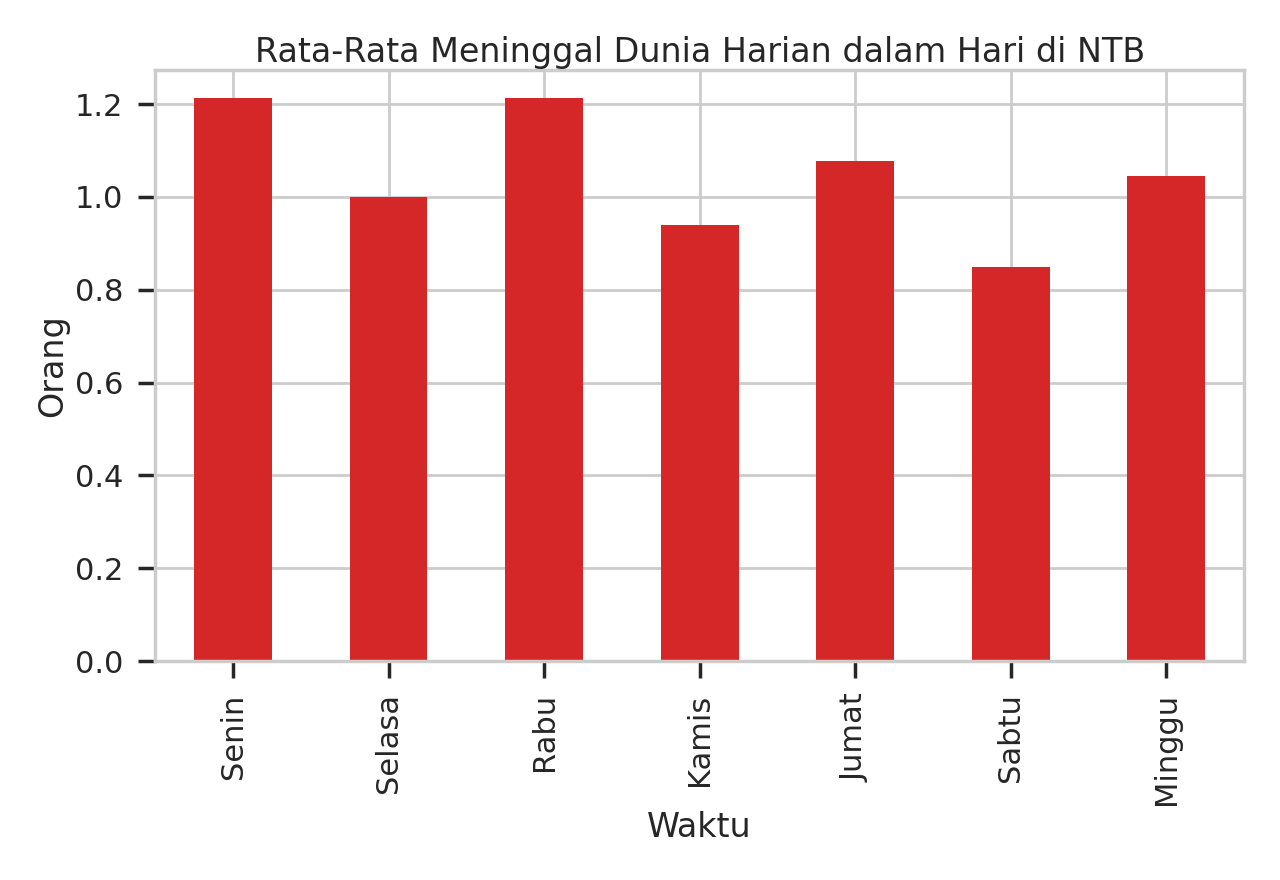 Rata-Rata Meninggal Dunia Harian dalam Hari di NTB
1.2
1.0
0.8
0.6
0.4
0.2
0.0
Orang
Senin
Selasa
Rabu
Kamis
Jumat
Sabtu
Minggu
Waktu